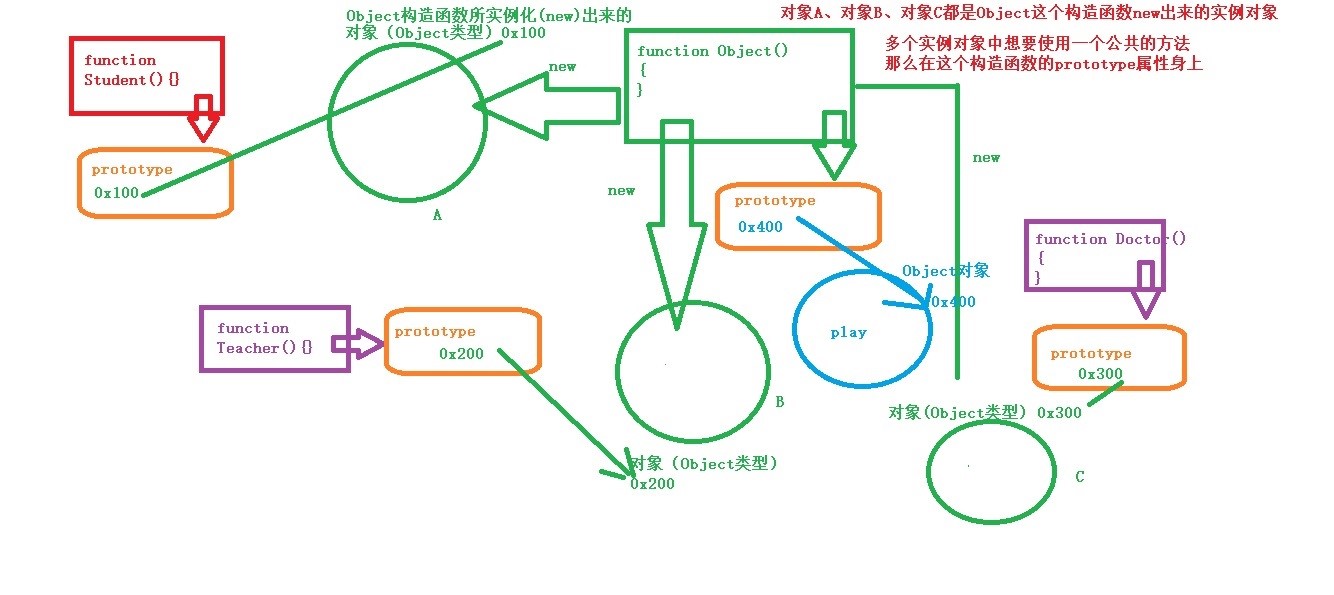 Object构造函数所实例化(new)出来的
对象（Object类型）0x100
对象A、对象B、对象C都是Object这个构造函数new出来的实例对象
多个实例对象中想要使用一个公共的方法
那么在这个构造函数的prototype属性身上
function
Student(){}
prototype
0x100
A
new
function Object()
{
}
new
new
prototype
0x400
Object对象
0x400
play
function Doctor()
{
}
prototype
0x300
对象(Object类型) 0x300
C
function
Teacher(){}
prototype
0x200
B
对象（Object类型）
0x200